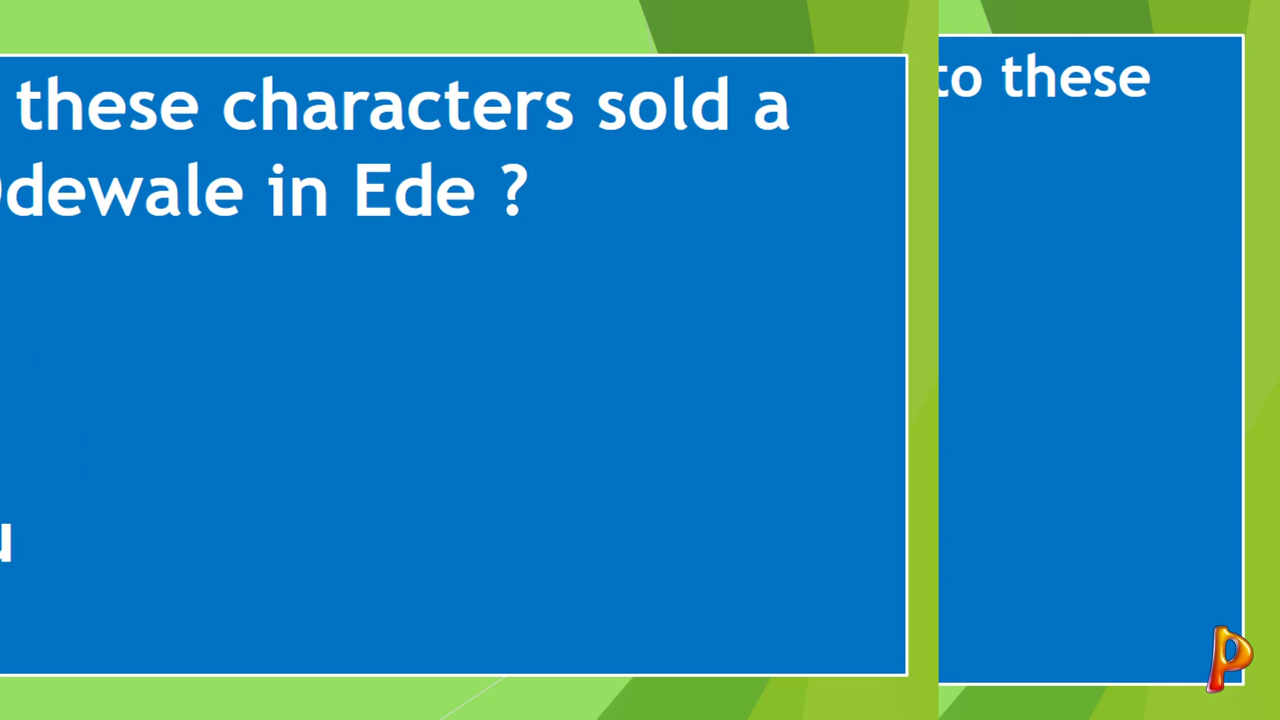 these characters sold a
dewale in Ede ?
u
to these
P